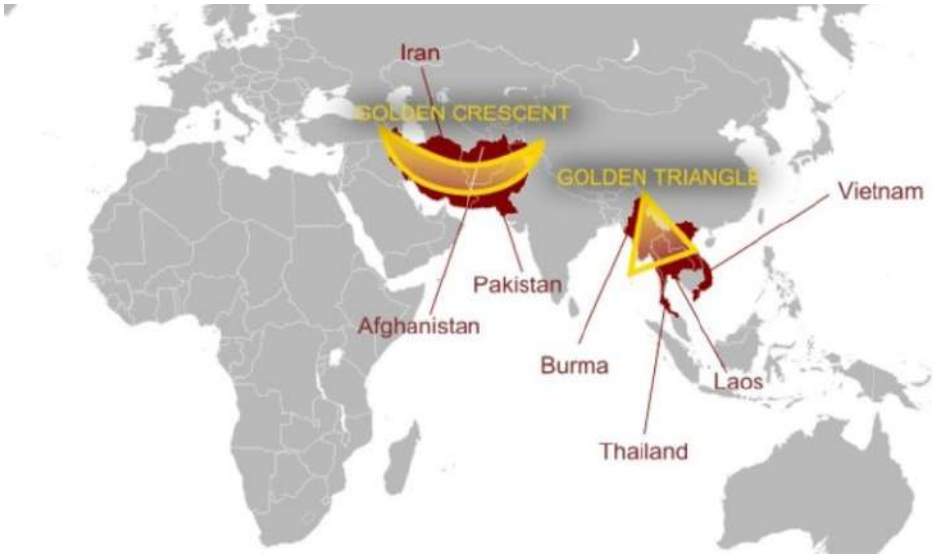 Iran
GOLDEN CRESCENT
GOLDEN TRIANGLE
Vietnam
Pakistan
Afghanistan
Burma
Laos
Thailand